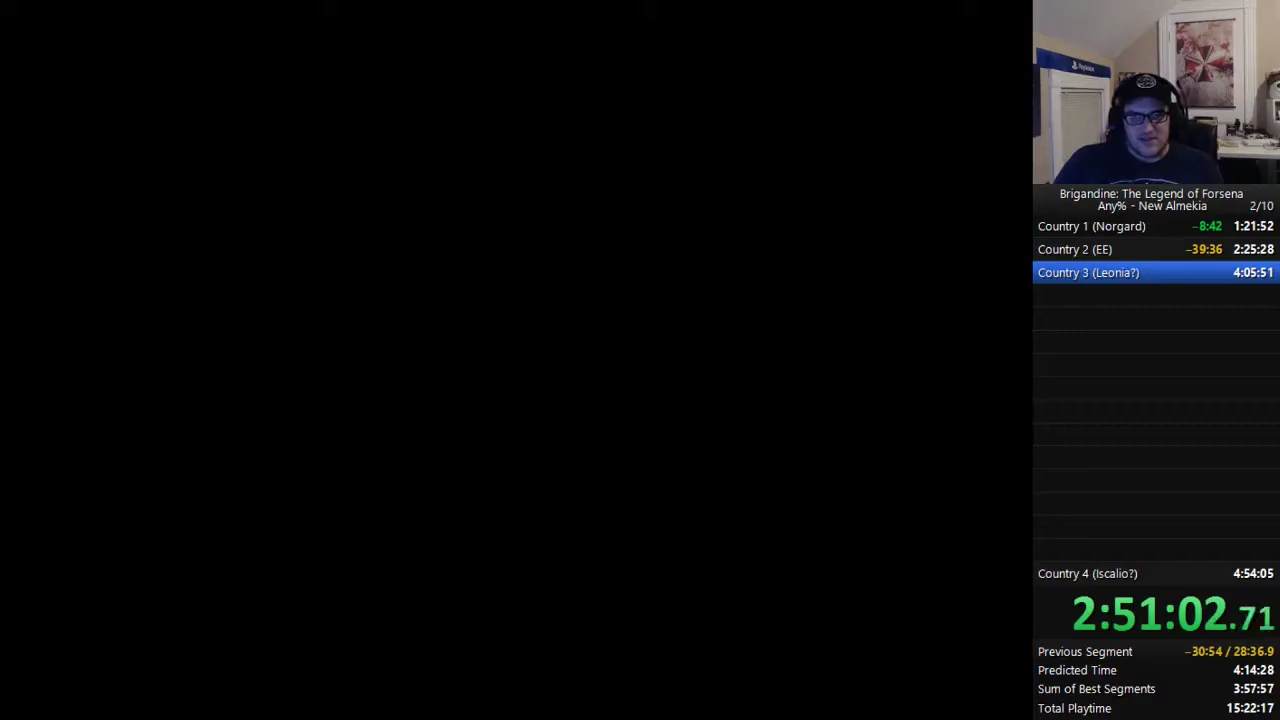 PlayStation
Brigandine: The Legend of Forsena
Any% - New Almekia 2/10
Country 1 (Norgard) −8:42 1:21:52
Country 2 (EE) −39:36 2:25:28
Country 3 (Leonia?) 4:05:51
Country 4 (Iscalio?) 4:54:05
2:51:02.71
Previous Segment −30:54 / 28:36.9
Predicted Time 4:14:28
Sum of Best Segments 3:57:57
Total Playtime 15:22:17